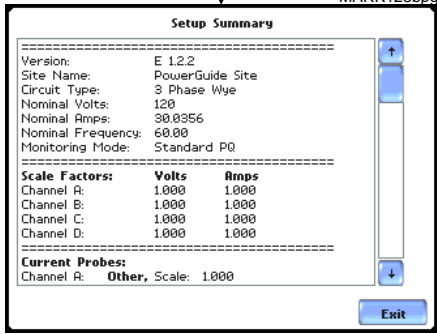 Setup Summary
========================================
Version: E 1.2.2
Site Name: PowerGuide Site
Circuit Type: 3 Phase Wye
Nominal Volts: 120
Nominal Amps: 30.0356
Nominal Frequency: 60.00
Monitoring Mode: Standard PQ
========================================
Scale Factors: Volts Amps
Channel A: 1.000 1.000
Channel B: 1.000 1.000
Channel C: 1.000 1.000
Channel D: 1.000 1.000
========================================
Current Probes:
Channel A: Other, Scale: 1.000
Exit